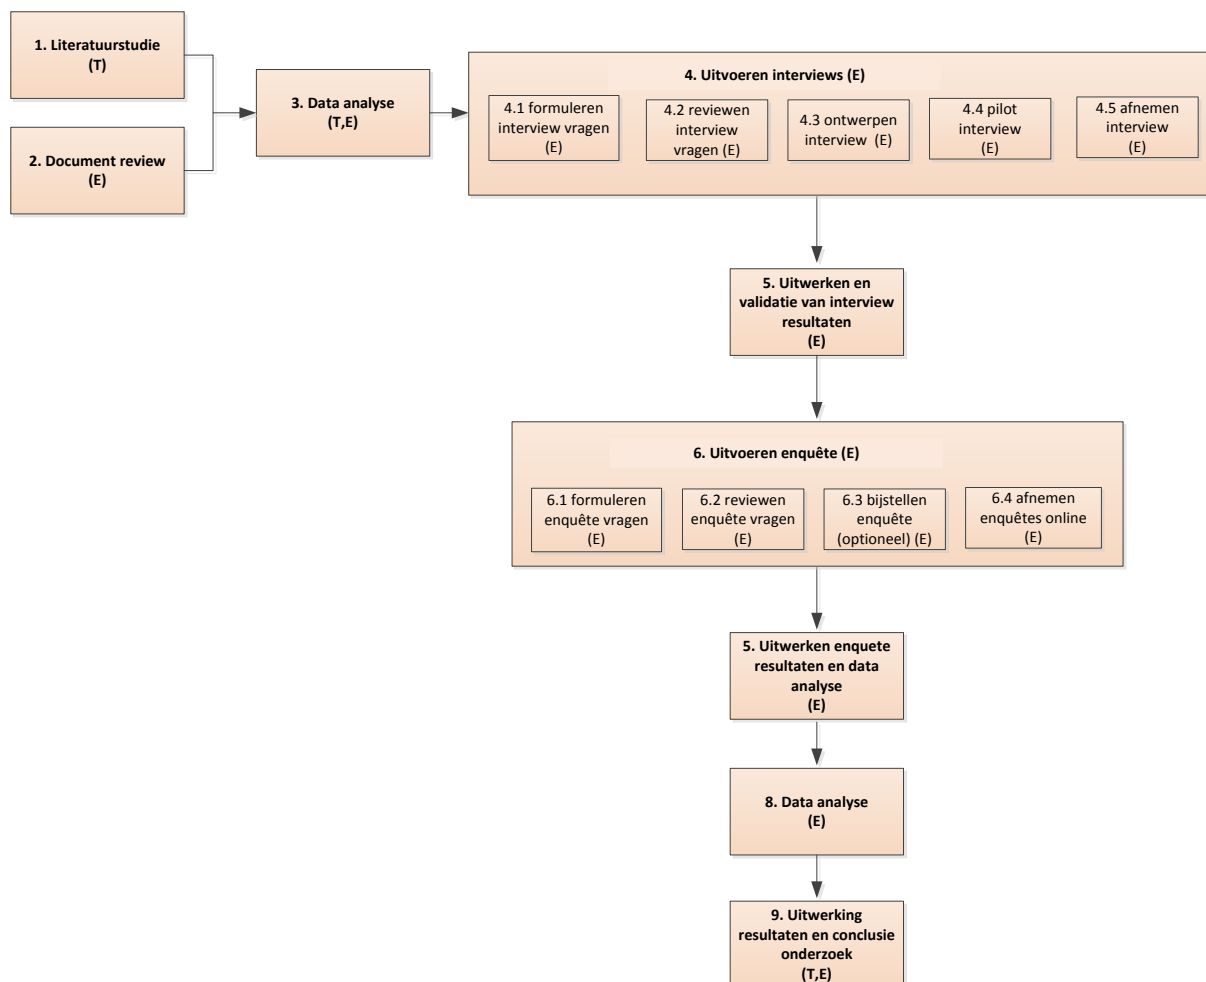 1. Literatuurstudie
(T)
2. Document review
(E)
3. Data analyse
(T,E)
4. Uitvoeren interviews (E)
4.1 formuleren
interview vragen
(E)
4.2 reviewen
interview
vragen (E)
4.3 ontwerpen
interview  (E)
4.4 pilot
interview
(E)
4.5 afnemen
interview
(E)
5. Uitwerken en
validatie van interview
resultaten
(E)
6. Uitvoeren enquête (E)
6.1 formuleren
enquête vragen
(E)
6.2 reviewen
enquête vragen
(E)
6.3 bijstellen
enquête
(optioneel) (E)
6.4 afnemen
enquêtes online
(E)
5. Uitwerken enquete
resultaten en data
analyse
(E)
8. Data analyse
(E)
9. Uitwerking
resultaten en conclusie
onderzoek
(T,E)